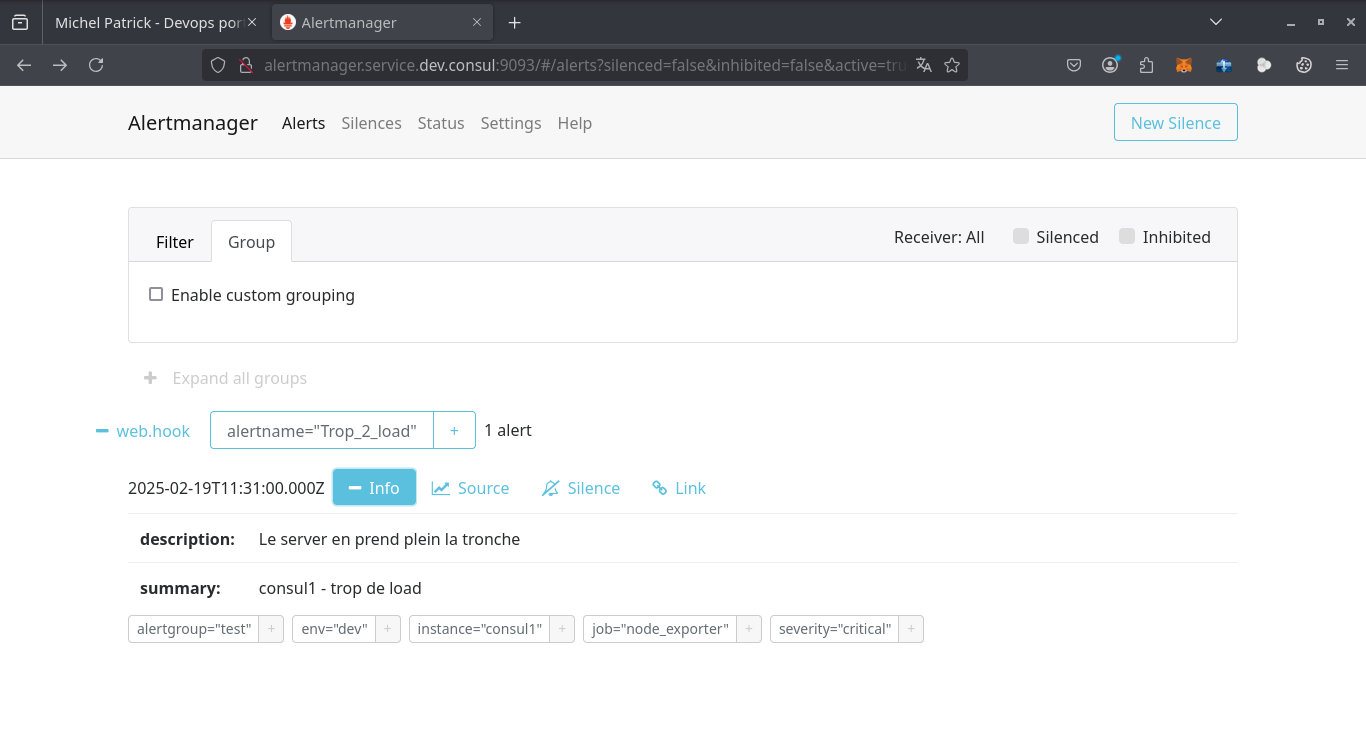 Michel Patrick - Devops por
Alertmanager
alertmanager.service.dev.consul:9093/#/alerts?silenced=false&inhibited=false&active=tru
Alertmanager Alerts Silences Status Settings Help New Silence
Filter Group Receiver: All Silenced Inhibited
Enable custom grouping
+ Expand all groups
web.hook alertname="Trop_2_load" + 1 alert
2025-02-19T11:31:00.000Z Info Source Silence Link
description: Le server en prend plein la tronche
summary: consul1 - trop de load
alertgroup="test" + env="dev" + instance="consul1" + job="node_exporter" + severity="critical" +